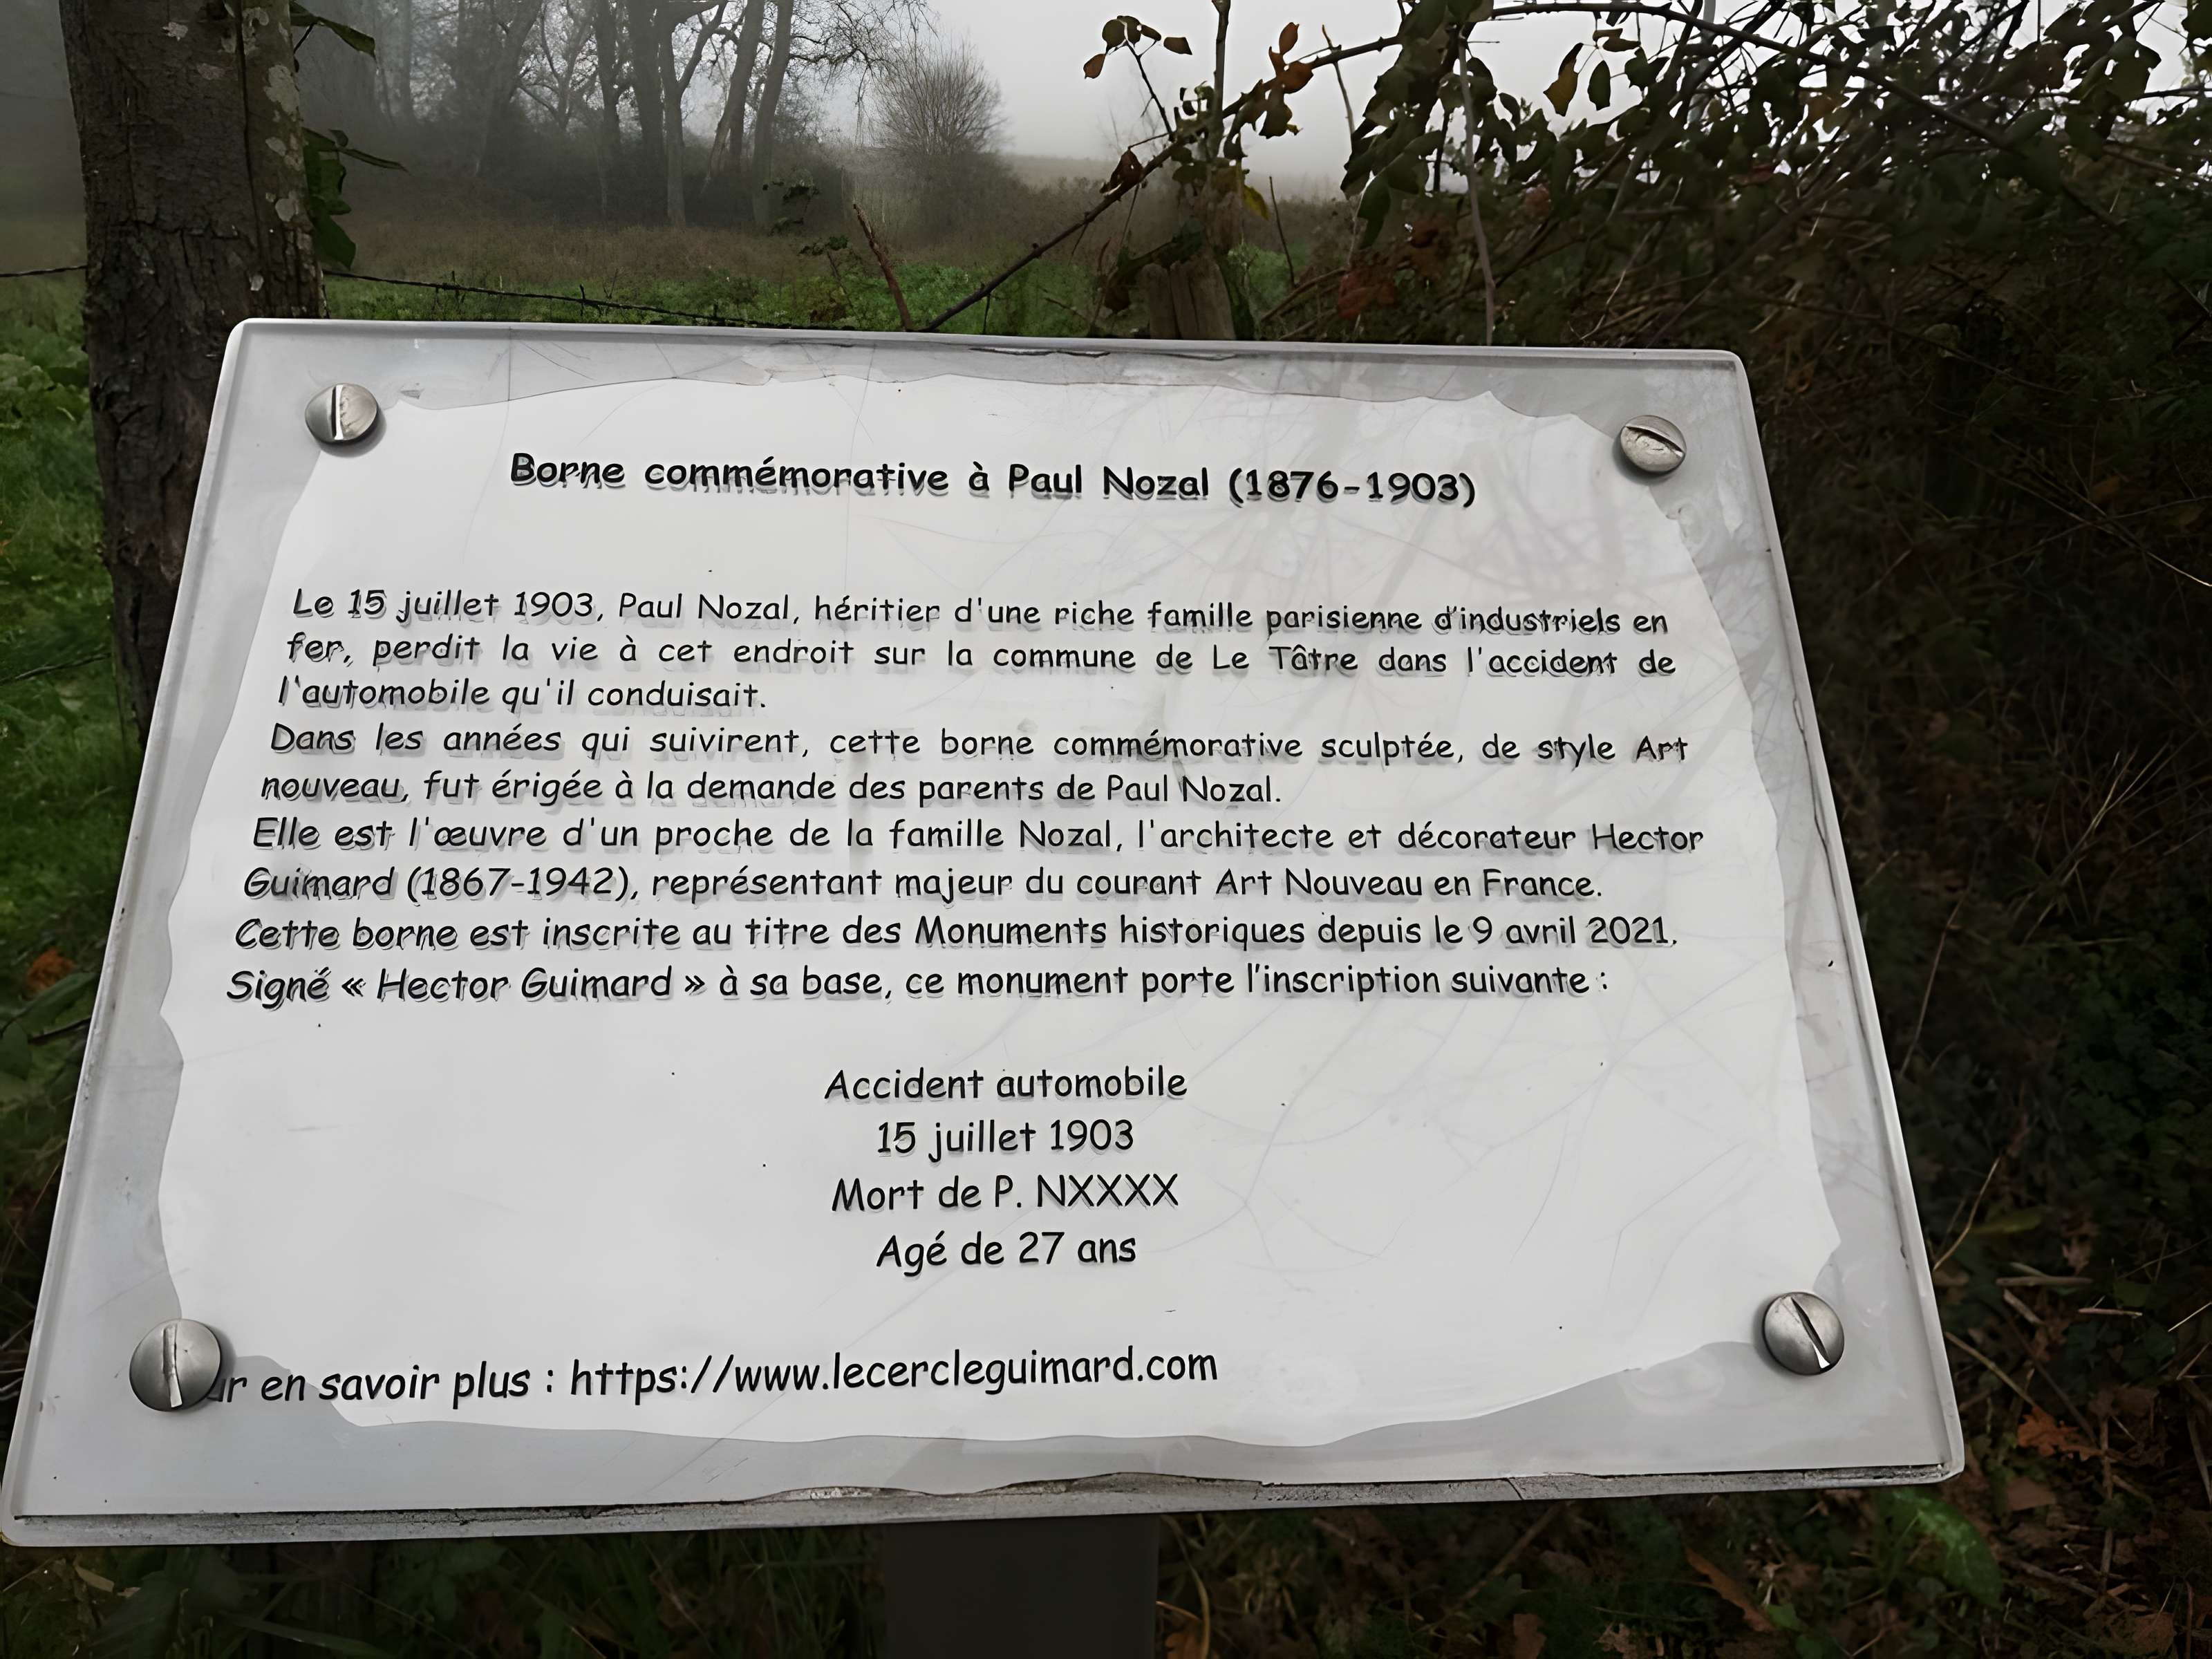 Borne commémorative à Paul Nozal (1876-1903)
Le 15 juillet 1903, Paul Nozal, héritier d'une riche famille parisienne d'industriels en
fer, perdit la vie à cet endroit sur la commune de Le Tâtre dans l'accident de
l'automobile qu'il conduisait.
Dans les années qui suivirent, cette borne commémorative sculptée, de style Art
nouveau, fut érigée à la demande des parents de Paul Nozal.
Elle est l'œuvre d'un proche de la famille Nozal, l'architecte et décorateur Hector
Guimard (1867-1942), représentant majeur du courant Art Nouveau en France.
Cette borne est inscrite au titre des Monuments historiques depuis le 9 avril 2021.
Signé « Hector Guimard » à sa base, ce monument porte l'inscription suivante :
Accident automobile
15 juillet 1903
Mort de P. NXXXX
Agé de 27 ans
en savoir plus : https://www.lecercleguimard.com